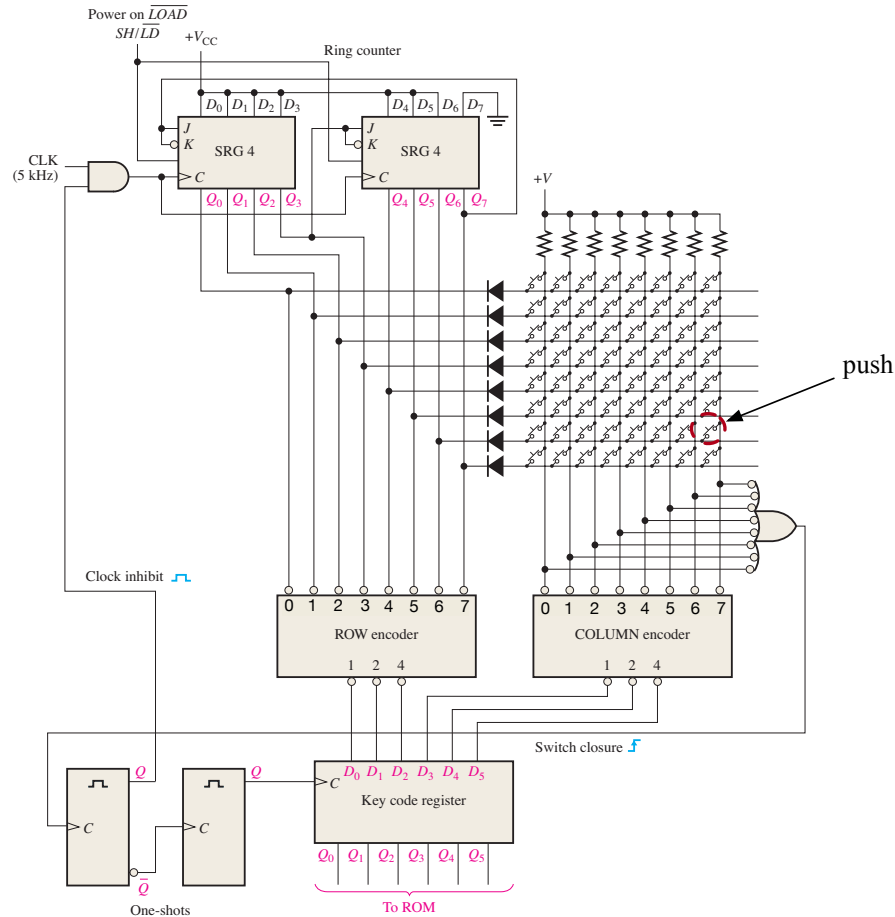 Power on LOAD
SH/LD
+VCC
Ring counter
D0 D1 D2 D3
D4 D5 D6 D7
J
K
SRG 4
C
J
K
SRG 4
C
CLK
(5 kHz)
Q0 Q1 Q2 Q3
Q4 Q5 Q6 Q7
+V
push
Clock inhibit
0 1 2 3 4 5 6 7
ROW encoder
1 2 4
0 1 2 3 4 5 6 7
COLUMN encoder
1 2 4
Switch closure
Q
C
Q
Q
C
D0 D1 D2 D3 D4 D5
C
Key code register
Q0 Q1 Q2 Q3 Q4 Q5
To ROM
One-shots